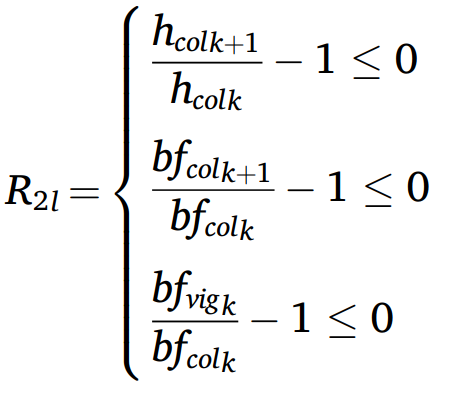 h_{colk+1} / h_{colk} − 1 ≤ 0
R_{2l} = { bf_{colk+1} / bf_{colk} − 1 ≤ 0
bf_{vigk} / bf_{colk} − 1 ≤ 0